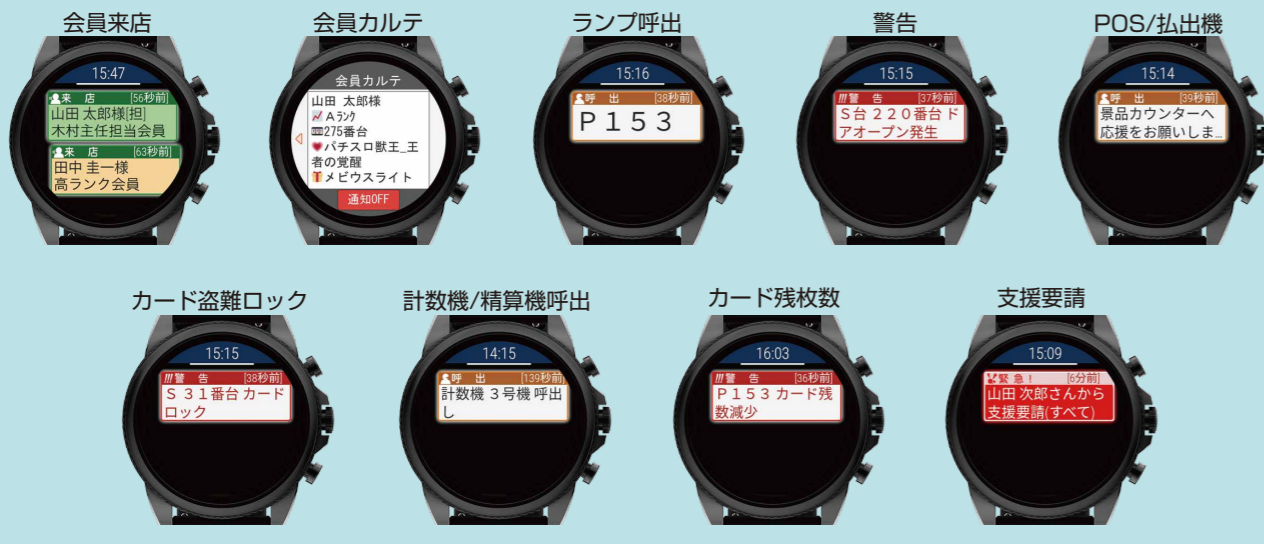 会員来店
会員カルテ
ランプ呼出
警告
POS/払出機
15:47
来 店 [56秒前]
山田 太郎様[担]
木村主任担当会員
来 店 [63秒前]
田中 圭一様
高ランク会員
会員カルテ
山田 太郎様
Aランク
275番台
パチスロ獣王_王
者の覚醒
メビウスライト
通知OFF
15:16
呼 出 [38秒前]
P153
15:15
警 告 [37秒前]
S台 220番台 ド
アオープン発生
15:14
呼 出 [39秒前]
景品カウンターへ
応援をお願いしま…
カード盗難ロック
計数機/精算機呼出
カード残枚数
支援要請
15:15
警 告 [38秒前]
S 31番台 カード
ロック
14:15
呼 出 [139秒前]
計数機 3号機 呼出
し
16:03
警 告 [36秒前]
P153 カード残
数減少
15:09
緊 急! [6分前]
山田 次郎さんから
支援要請(すべて)